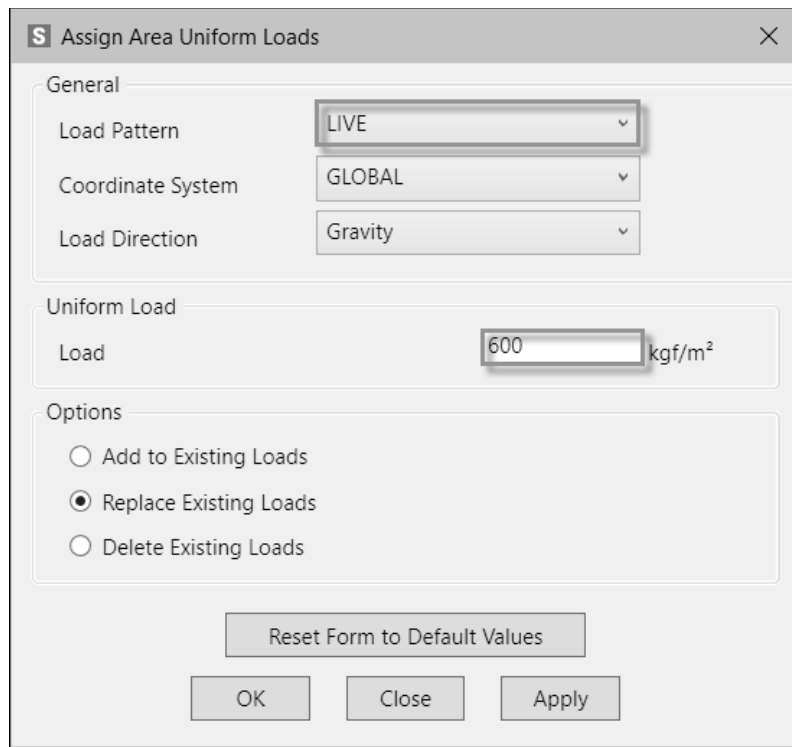 S Assign Area Uniform Loads
General
Load Pattern LIVE
Coordinate System GLOBAL
Load Direction Gravity
Uniform Load
Load 600 kgf/m²
Options
Add to Existing Loads
Replace Existing Loads
Delete Existing Loads
Reset Form to Default Values
OK Close Apply